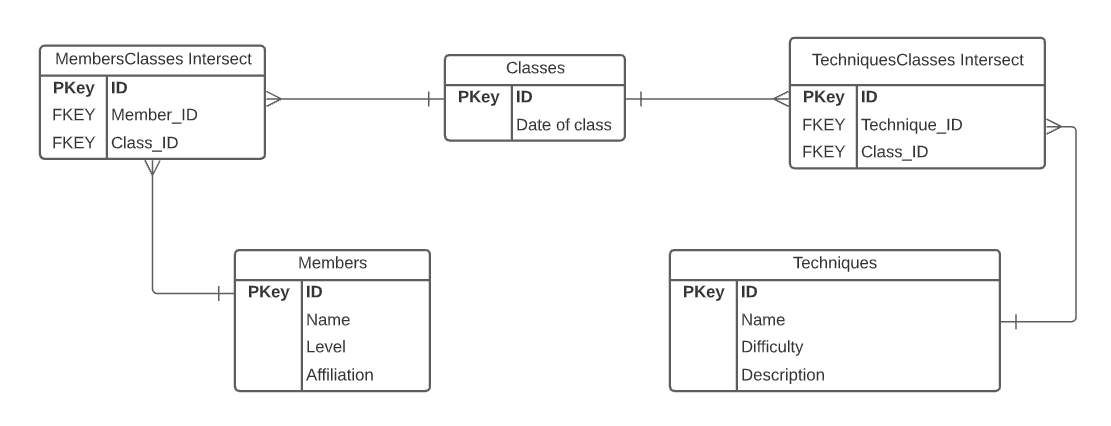 MembersClasses Intersect
PKey ID
FKEY Member_ID
FKEY Class_ID
Classes
PKey ID
Date of class
TechniquesClasses Intersect
PKey ID
FKEY Technique_ID
FKEY Class_ID
Members
PKey ID
Name
Level
Affiliation
Techniques
PKey ID
Name
Difficulty
Description